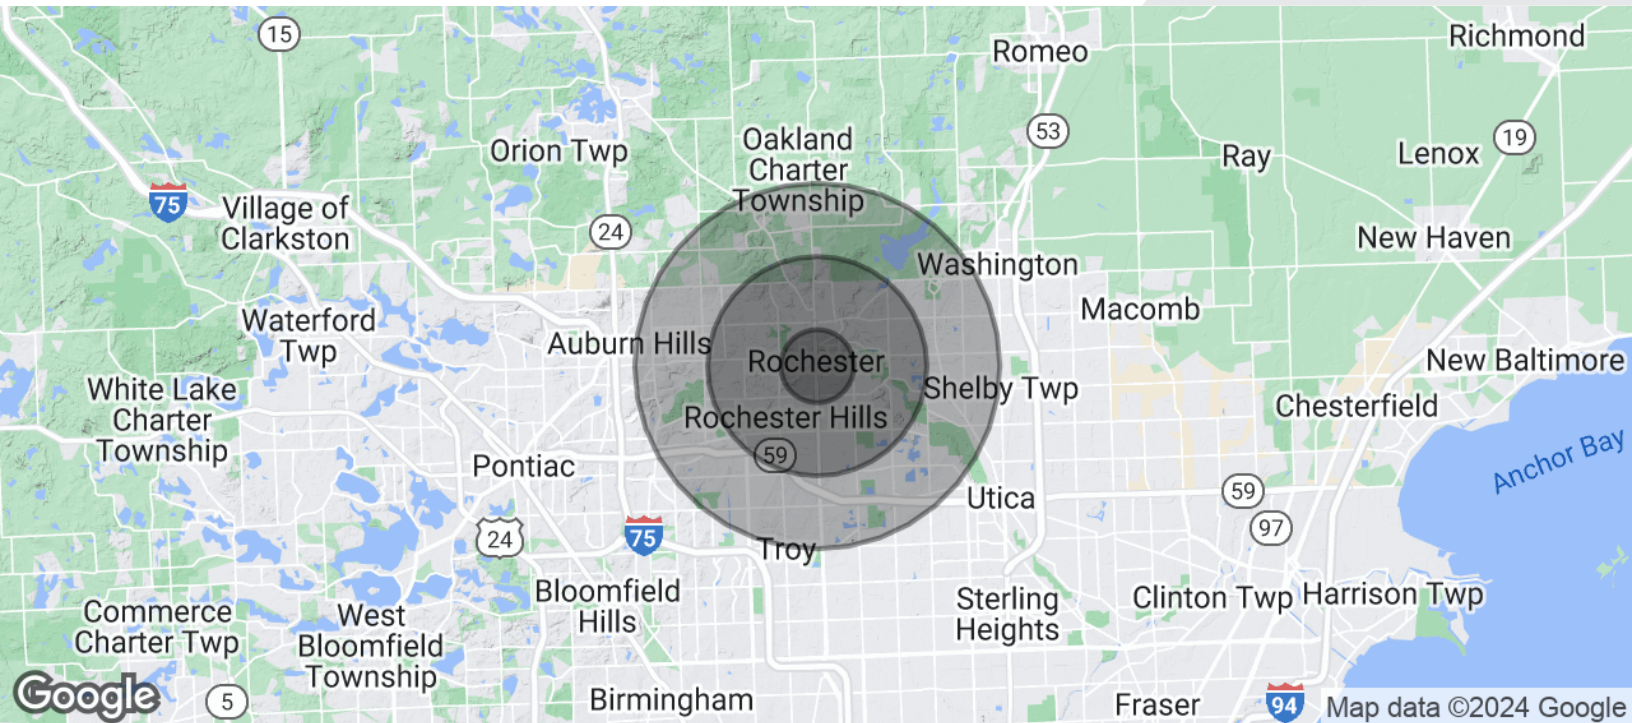 15
Romeo
Richmond
Orion Twp
Oakland
Charter
Township
53
Ray
Lenox
19
75
Village of
Clarkston
24
New Haven
Washington
Macomb
Waterford
Twp
Auburn Hills
Rochester
New Baltimore
White Lake
Charter
Township
Shelby Twp
Chesterfield
Rochester Hills
59
Pontiac
Anchor Bay
Utica
59
97
24
75
Troy
Bloomfield
Hills
Sterling
Heights
Clinton Twp
Harrison Twp
Commerce
Charter Twp
West
Bloomfield
Township
Google
5
Birmingham
Fraser
94
Map data ©2024 Google